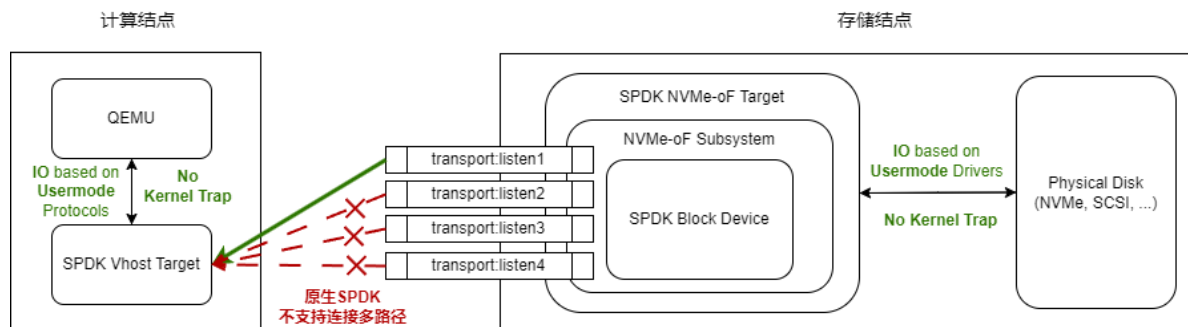 计算结点
存储结点
QEMU
IO based on
Usermode
Protocols
No
Kernel Trap
SPDK Vhost Target
transport:listen1
transport:listen2
transport:listen3
transport:listen4
原生SPDK
不支持连接多路径
SPDK NVMe-oF Target
NVMe-oF Subsystem
SPDK Block Device
IO based on
Usermode Drivers
No Kernel Trap
Physical Disk
(NVMe, SCSI, ...)